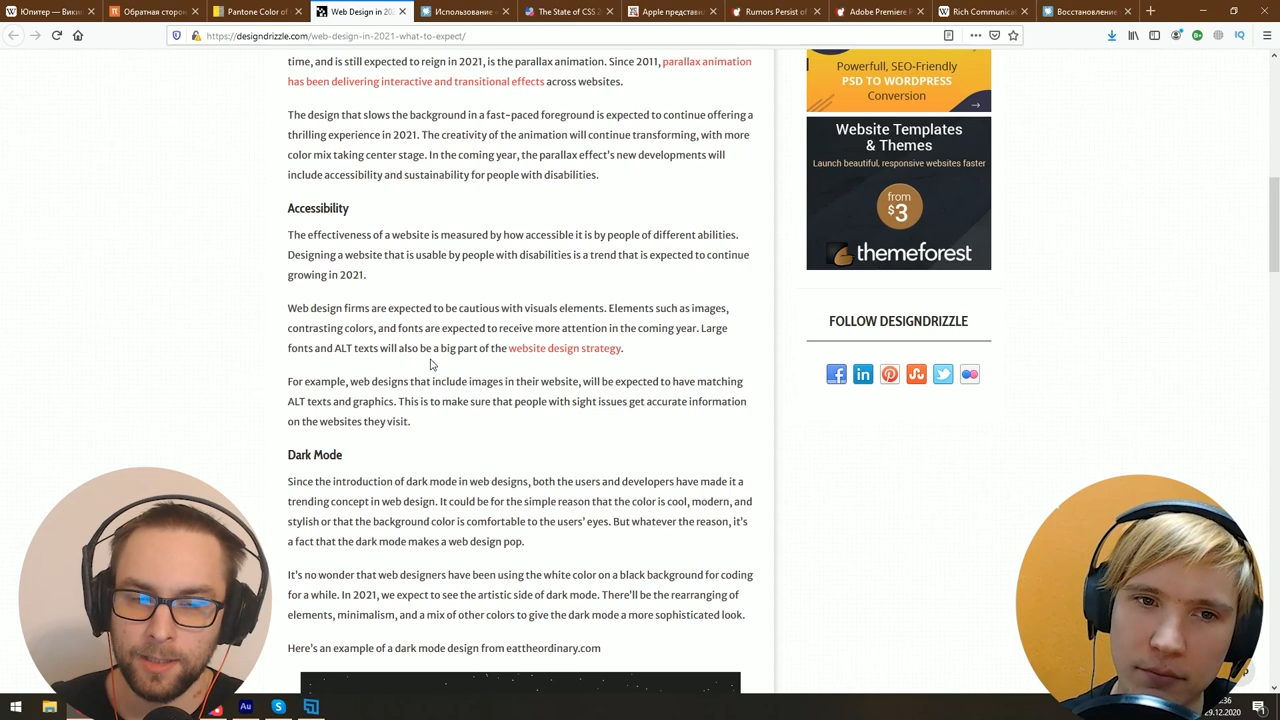 W Юпитер — Вики
Обратная сторон
Pantone Color of
Web Design in 202
Использование
The State of CSS 2
Apple представи
Rumors Persist of
Adobe Premiere R
W Rich Communicat
Восстановление
https://designdrizzle.com/web-design-in-2021-what-to-expect/
time, and is still expected to reign in 2021, is the parallax animation. Since 2011, parallax animation
has been delivering interactive and transitional effects across websites.
The design that slows the background in a fast-paced foreground is expected to continue offering a
thrilling experience in 2021. The creativity of the animation will continue transforming, with more
color mix taking center stage. In the coming year, the parallax effect's new developments will
include accessibility and sustainability for people with disabilities.
Accessibility
The effectiveness of a website is measured by how accessible it is by people of different abilities.
Designing a website that is usable by people with disabilities is a trend that is expected to continue
growing in 2021.
Web design firms are expected to be cautious with visuals elements. Elements such as images,
contrasting colors, and fonts are expected to receive more attention in the coming year. Large
fonts and ALT texts will also be a big part of the website design strategy.
For example, web designs that include images in their website, will be expected to have matching
ALT texts and graphics. This is to make sure that people with sight issues get accurate information
on the websites they visit.
Dark Mode
Since the introduction of dark mode in web designs, both the users and developers have made it a
trending concept in web design. It could be for the simple reason that the color is cool, modern, and
stylish or that the background color is comfortable to the users' eyes. But whatever the reason, it's
a fact that the dark mode makes a web design pop.
It's no wonder that web designers have been using the white color on a black background for coding
for a while. In 2021, we expect to see the artistic side of dark mode. There'll be the rearranging of
elements, minimalism, and a mix of other colors to give the dark mode a more sophisticated look.
Here's an example of a dark mode design from eattheordinary.com
Powerfull, SEO-Friendly
PSD TO WORDPRESS
Conversion
Website Templates
& Themes
Launch beautiful, responsive websites faster
from
$3
themeforest
FOLLOW DESIGNDRIZZLE
Au
:36
29.12.2020